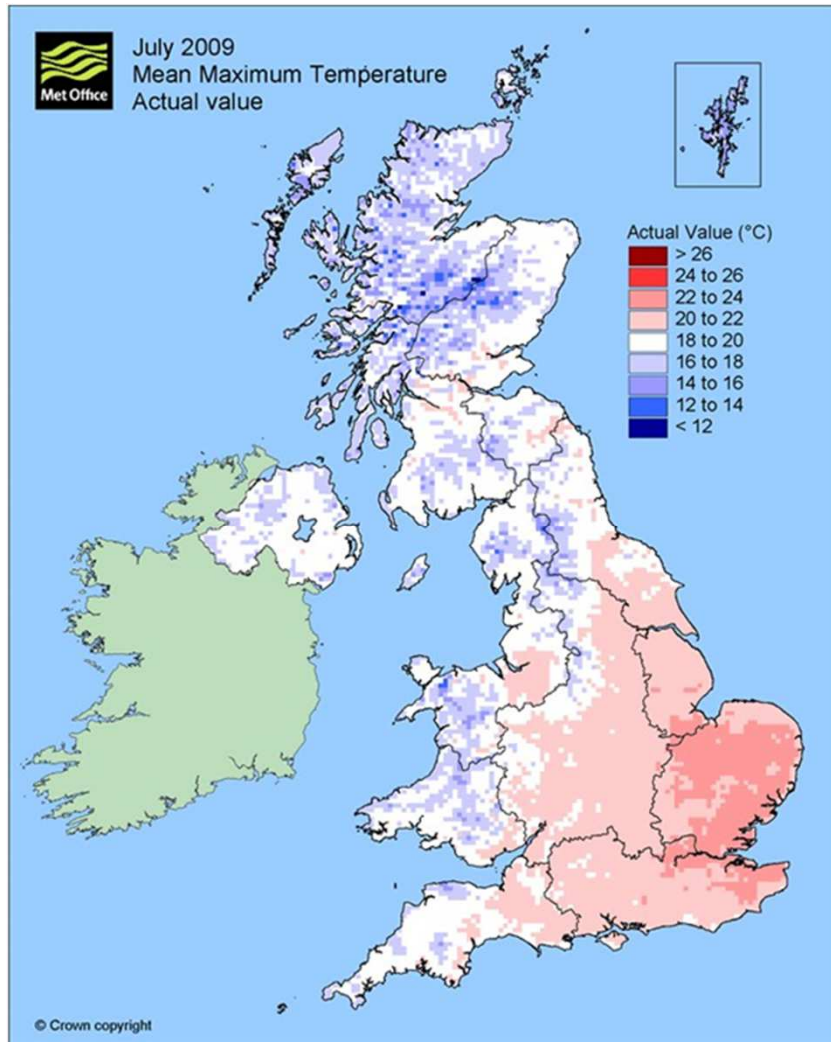 Met Office
July 2009
Mean Maximum Temperature
Actual value
Actual Value (°C)
> 26
24 to 26
22 to 24
20 to 22
18 to 20
16 to 18
14 to 16
12 to 14
< 12
© Crown copyright